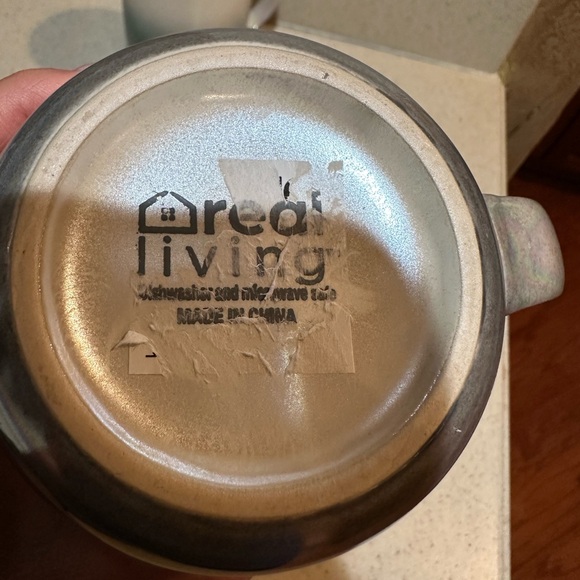 real
living
dishwasher and microwave safe
MADE IN CHINA